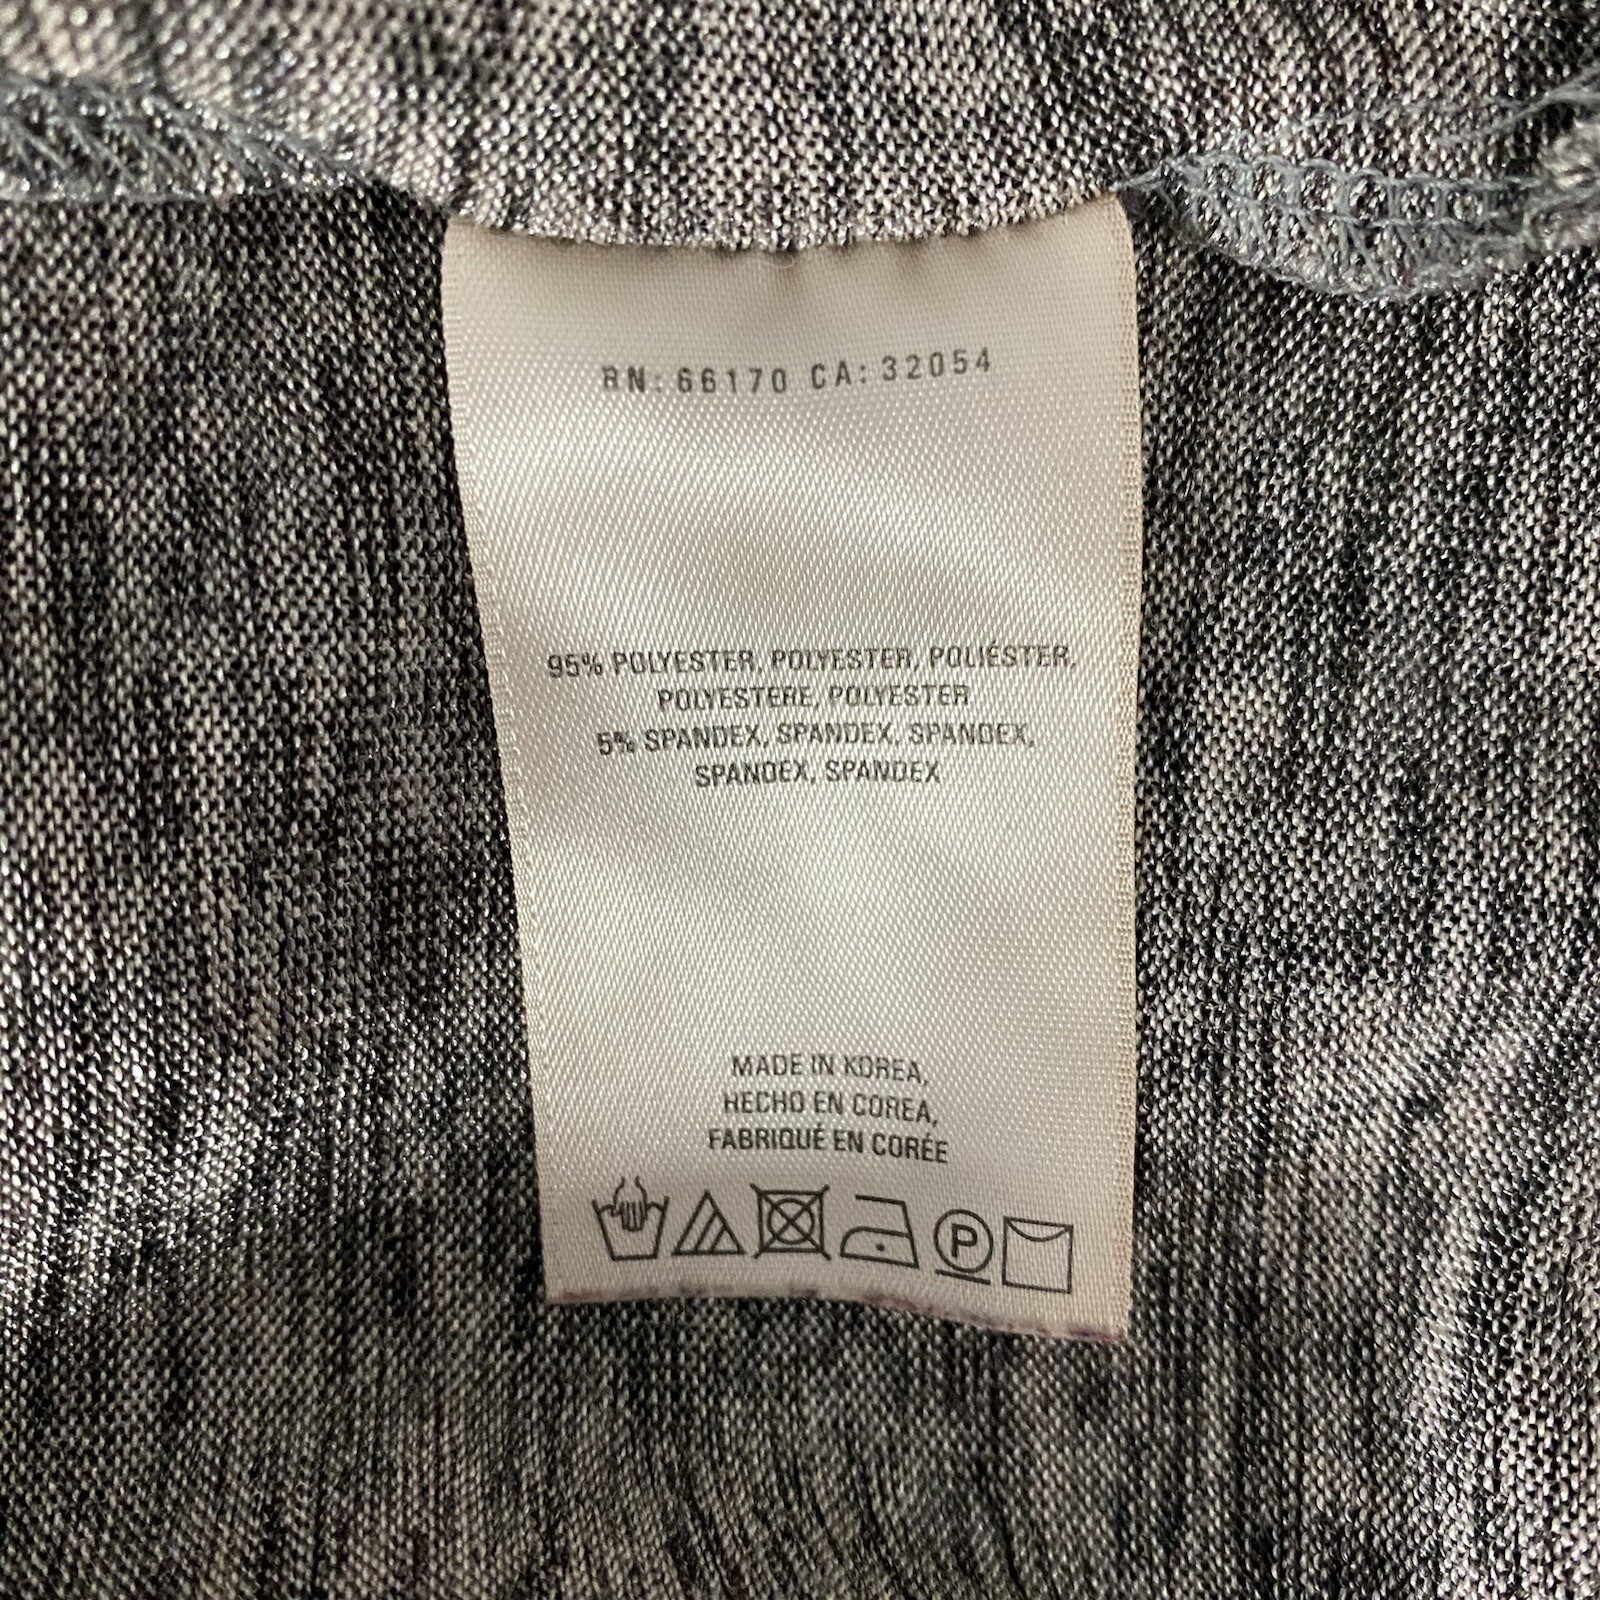 RN: 66170 CA: 32054
95% POLYESTER, POLYESTER, POLIÉSTER,
POLYESTERE, POLYESTER
5% SPANDEX, SPANDEX, SPANDEX,
SPANDEX, SPANDEX
MADE IN KOREA,
HECHO EN COREA,
FABRIQUÉ EN CORÉE
P